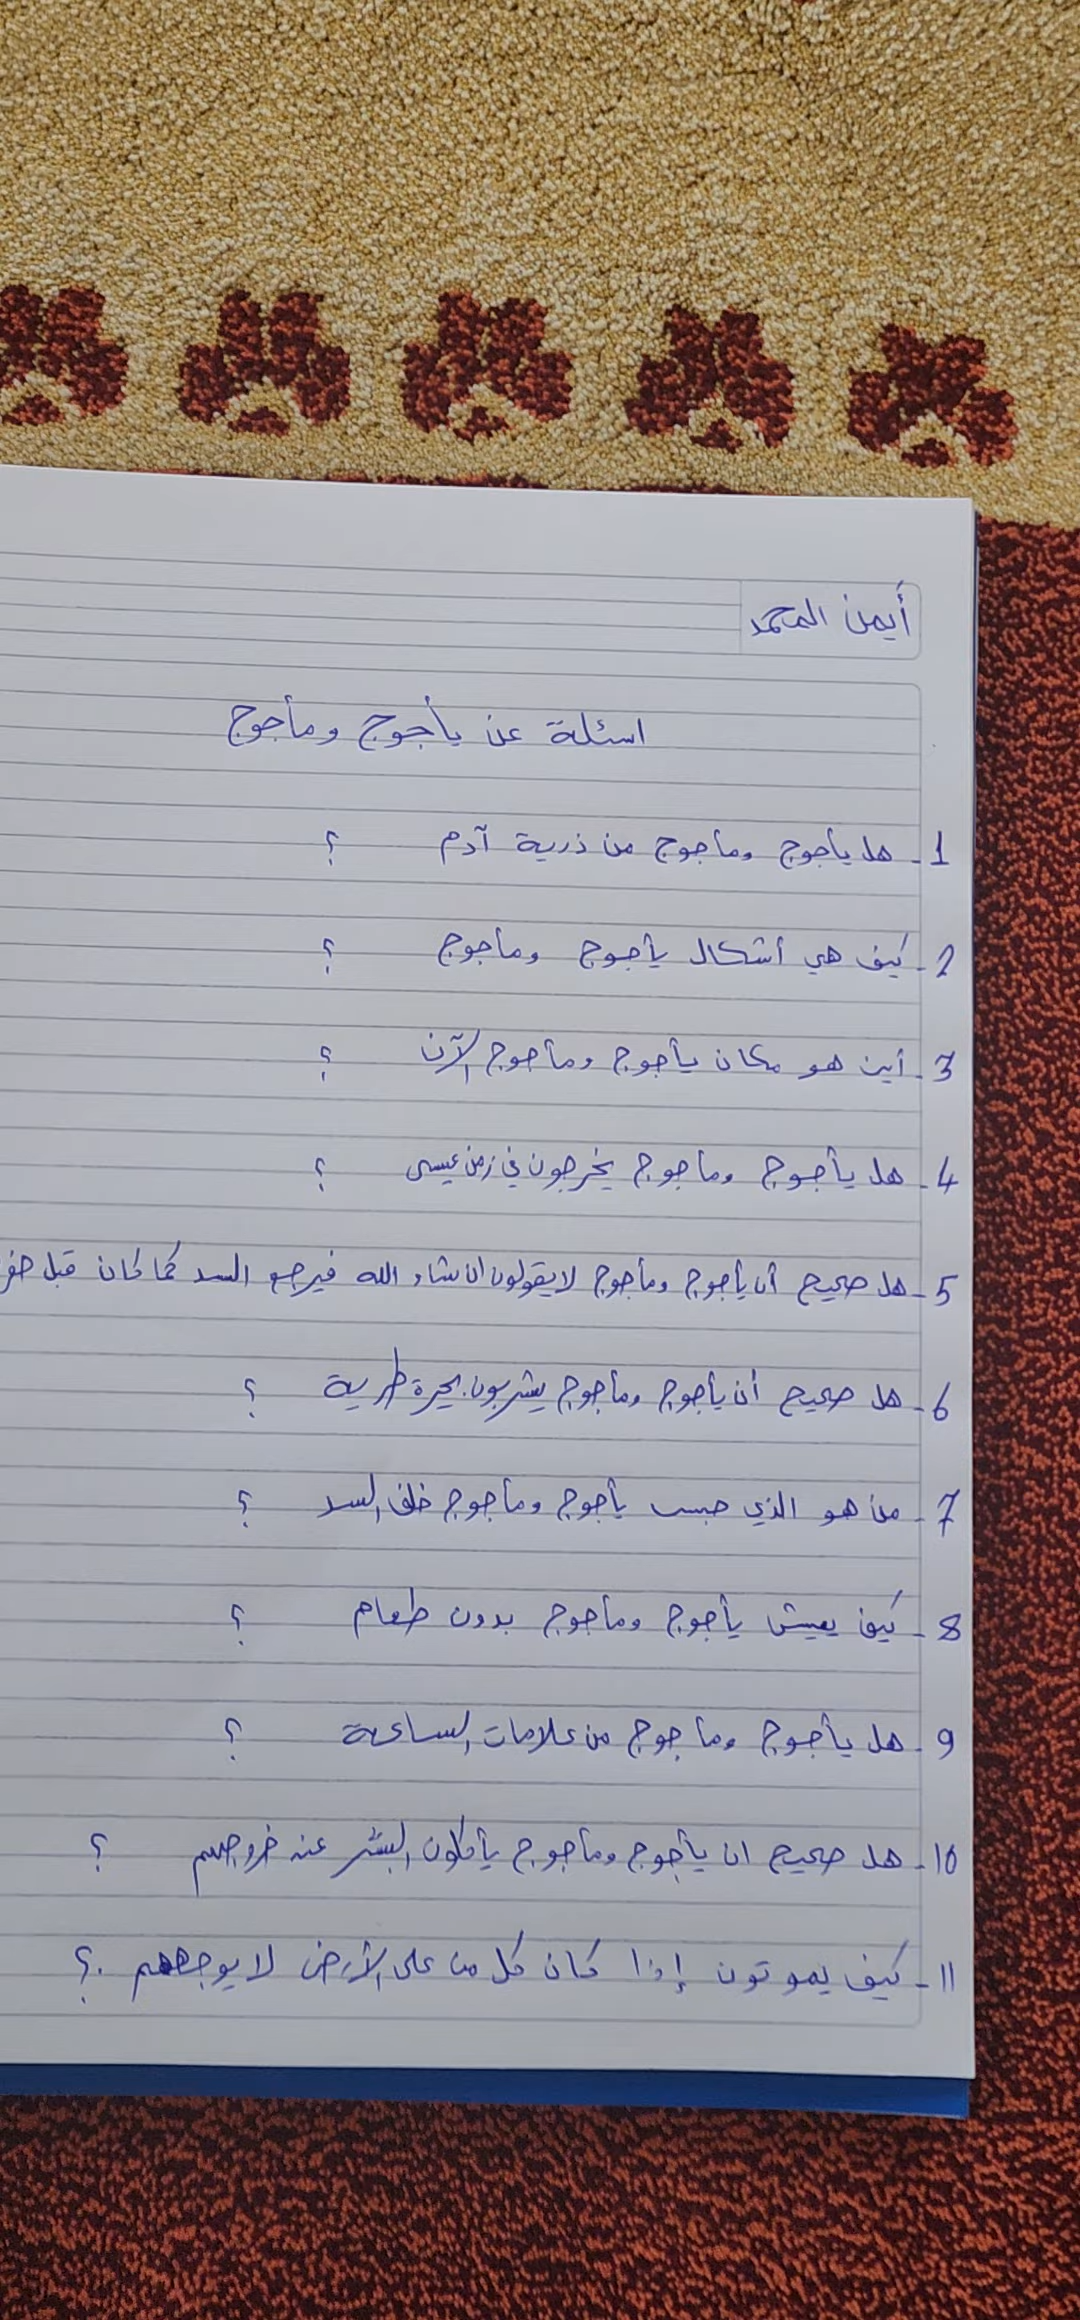 أيمن المحمد
اسئلة عن يأجوج ومأجوج
1- هل يأجوج ومأجوج من ذرية آدم ؟
2- كيف هي أشكال يأجوج ومأجوج ؟
3- أين هو مكان يأجوج ومأجوج الآن ؟
4- هل يأجوج ومأجوج يخرجون في زمن عيسى ؟
5- هل صحيح أن يأجوج ومأجوج لا يقولون ان شاء الله فيرجع السد كما كان قبل
6- هل صحيح أن يأجوج ومأجوج يشربون بحيرة طبرية ؟
7- من هو الذي حبس يأجوج ومأجوج خلف السد ؟
8- كيف يعيش يأجوج ومأجوج بدون طعام ؟
9- هل يأجوج ومأجوج من علامات الساعة ؟
10- هل صحيح ان يأجوج ومأجوج يأكلون البشر عند خروجهم ؟
11- كيف يموتون إذا كان كل من على الأرض لا يوجههم .؟